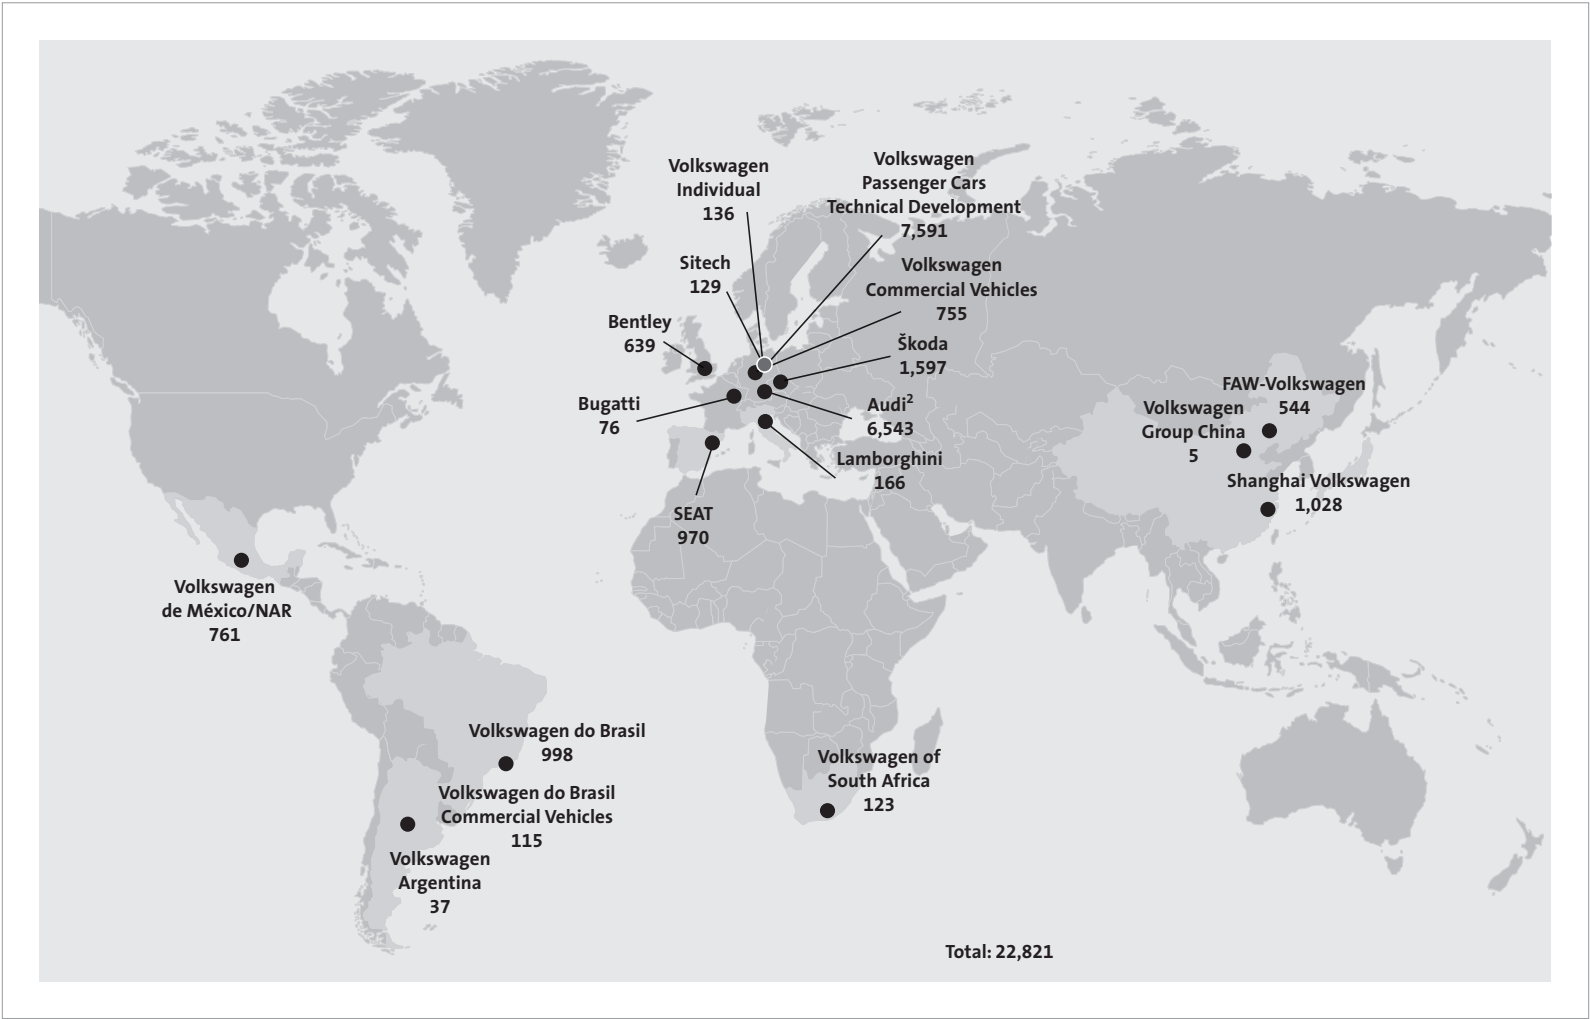 Volkswagen
Individual
136
Volkswagen
Passenger Cars
Technical Development
7,591
Sitech
129
Volkswagen
Commercial Vehicles
755
Bentley
639
Škoda
1,597
Bugatti
76
Audi²
6,543
Lamborghini
166
SEAT
970
FAW-Volkswagen
544
Volkswagen
Group China
5
Shanghai Volkswagen
1,028
Volkswagen
de México/NAR
761
Volkswagen do Brasil
998
Volkswagen do Brasil
Commercial Vehicles
115
Volkswagen
Argentina
37
Volkswagen of
South Africa
123
Total: 22,821